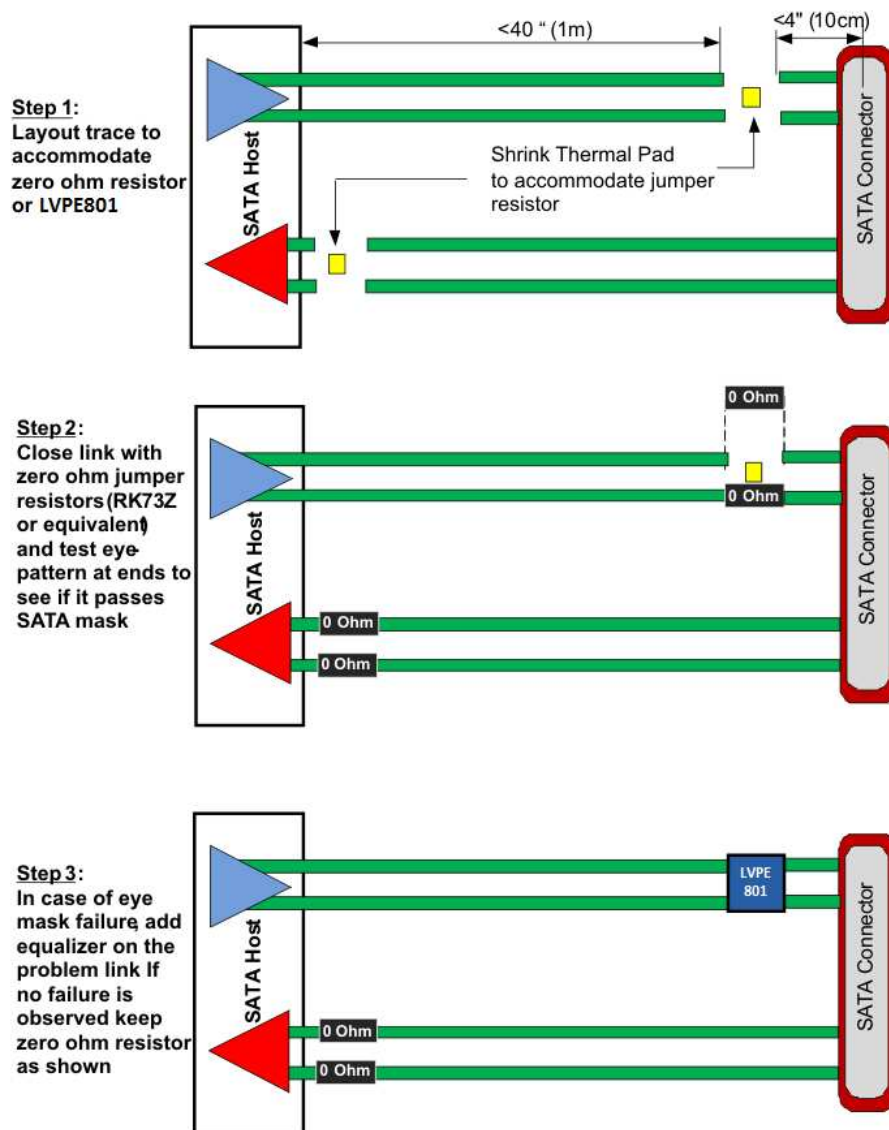 <40 “ (1m)
<4" (10cm)
Step 1:
Layout trace to
accommodate
zero ohm resistor
or LVPE801
SATA Host
Shrink Thermal Pad
to accommodate jumper
resistor
SATA Connector
Step 2:
Close link with
zero ohm jumper
resistors (RK73Z
or equivalent)
and test eye-
pattern at ends to
see if it passes
SATA mask
SATA Host
0 Ohm
0 Ohm
0 Ohm
0 Ohm
SATA Connector
Step 3:
In case of eye
mask failure, add
equalizer on the
problem link If
no failure is
observed keep
zero ohm resistor
as shown
SATA Host
LVPE
801
0 Ohm
0 Ohm
SATA Connector